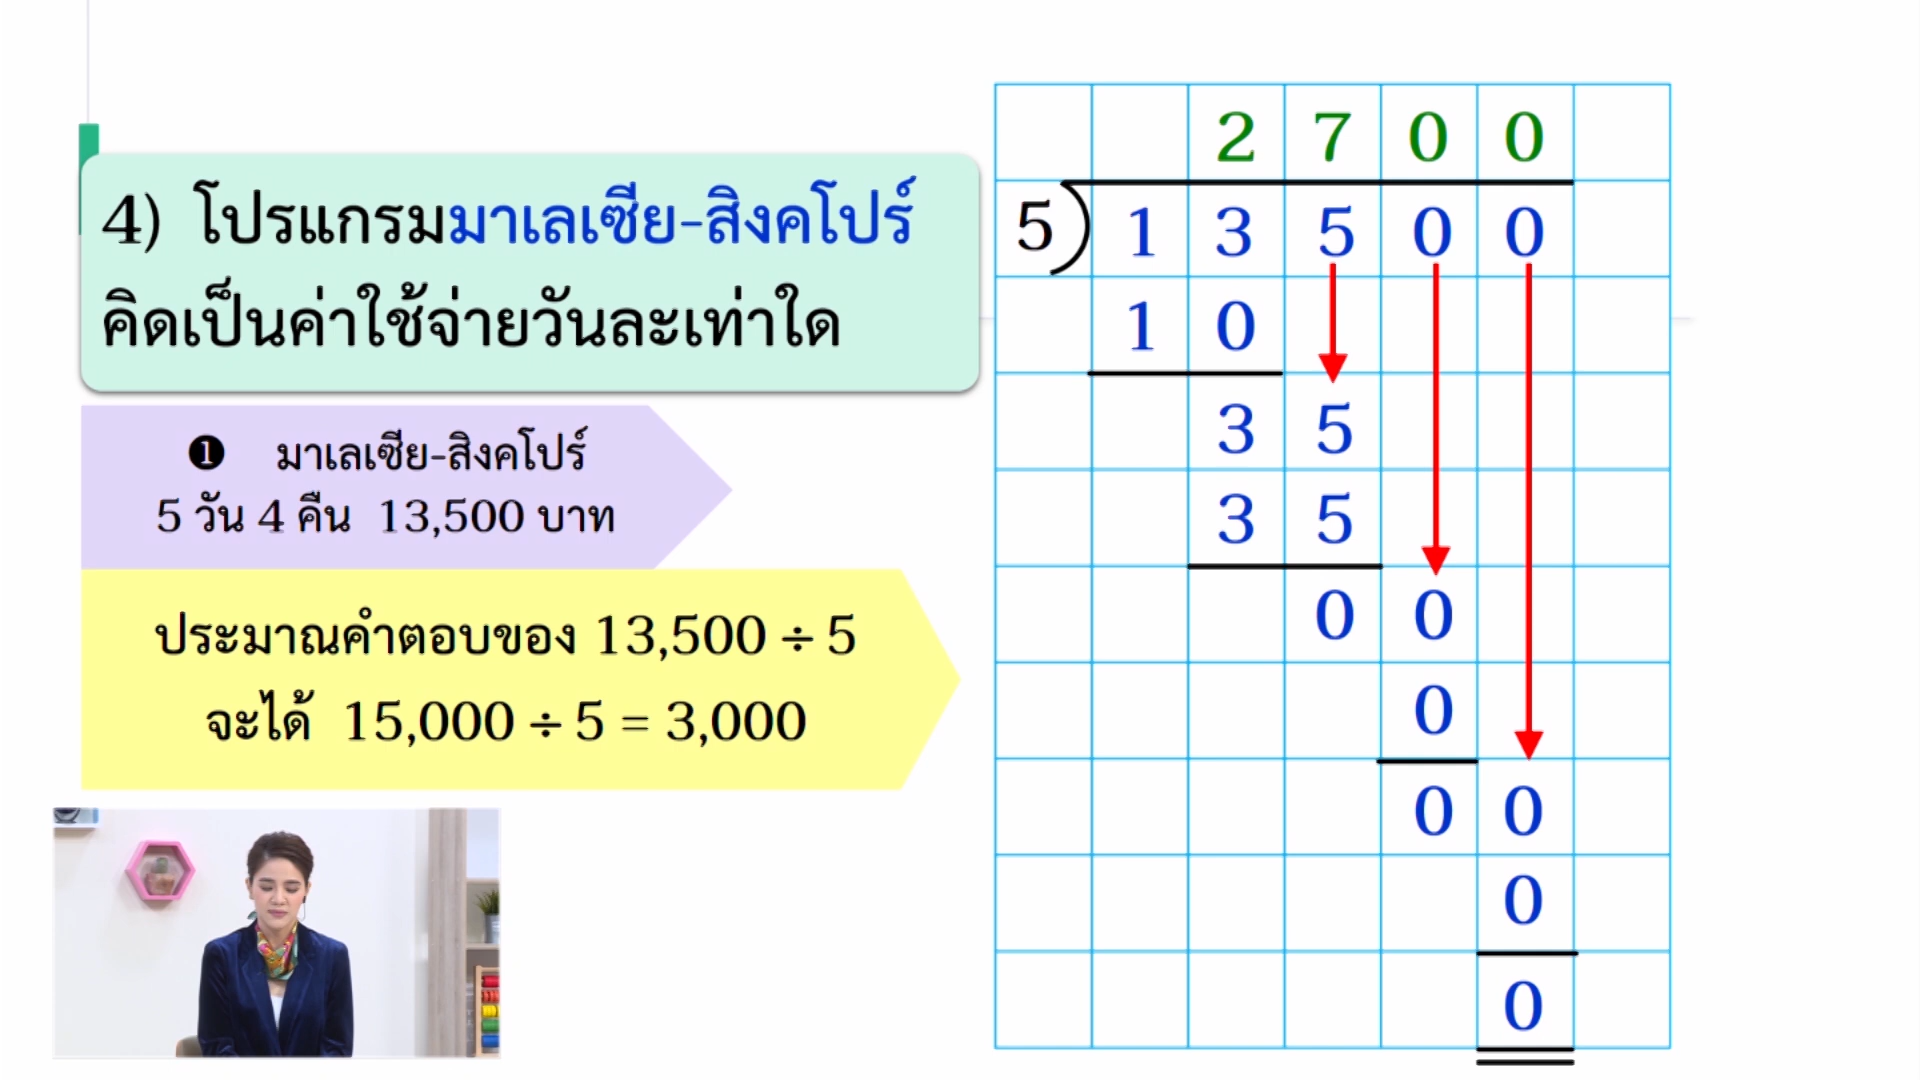 4) โปรแกรมมาเลเซีย-สิงคโปร์
คิดเป็นค่าใช้จ่ายวันละเท่าใด
❶ มาเลเซีย-สิงคโปร์
5 วัน 4 คืน 13,500 บาท
ประมาณคำตอบของ 13,500 ÷ 5
จะได้ 15,000 ÷ 5 = 3,000
2 7 0 0
5) 1 3 5 0 0
1 0
3 5
3 5
0 0
0
0 0
0
0